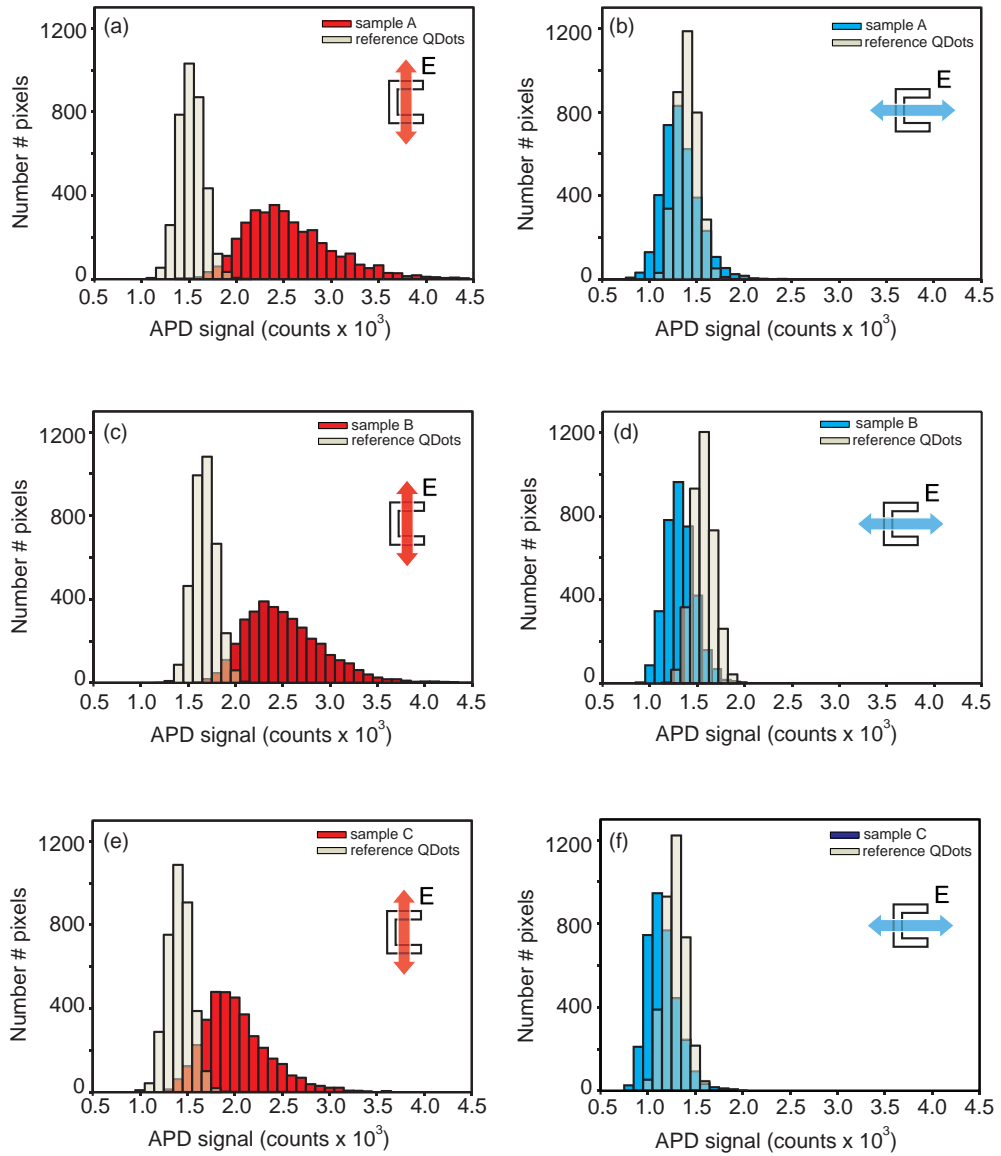 (a)
sample A
reference QDots
E
Number # pixels
1200
800
400
0
0.5 1.0 1.5 2.0 2.5 3.0 3.5 4.0 4.5
APD signal (counts x 10³)
(b)
sample A
reference QDots
E
Number # pixels
1200
800
400
0
0.5 1.0 1.5 2.0 2.5 3.0 3.5 4.0 4.5
APD signal (counts x 10³)
(c)
sample B
reference QDots
E
Number # pixels
1200
800
400
0
0.5 1.0 1.5 2.0 2.5 3.0 3.5 4.0 4.5
APD signal (counts x 10³)
(d)
sample B
reference QDots
E
Number # pixels
1200
800
400
0
0.5 1.0 1.5 2.0 2.5 3.0 3.5 4.0 4.5
APD signal (counts x 10³)
(e)
sample C
reference QDots
E
Number # pixels
1200
800
400
0
0.5 1.0 1.5 2.0 2.5 3.0 3.5 4.0 4.5
APD signal (counts x 10³)
(f)
sample C
reference QDots
E
Number # pixels
1200
800
400
0
0.5 1.0 1.5 2.0 2.5 3.0 3.5 4.0 4.5
APD signal (counts x 10³)